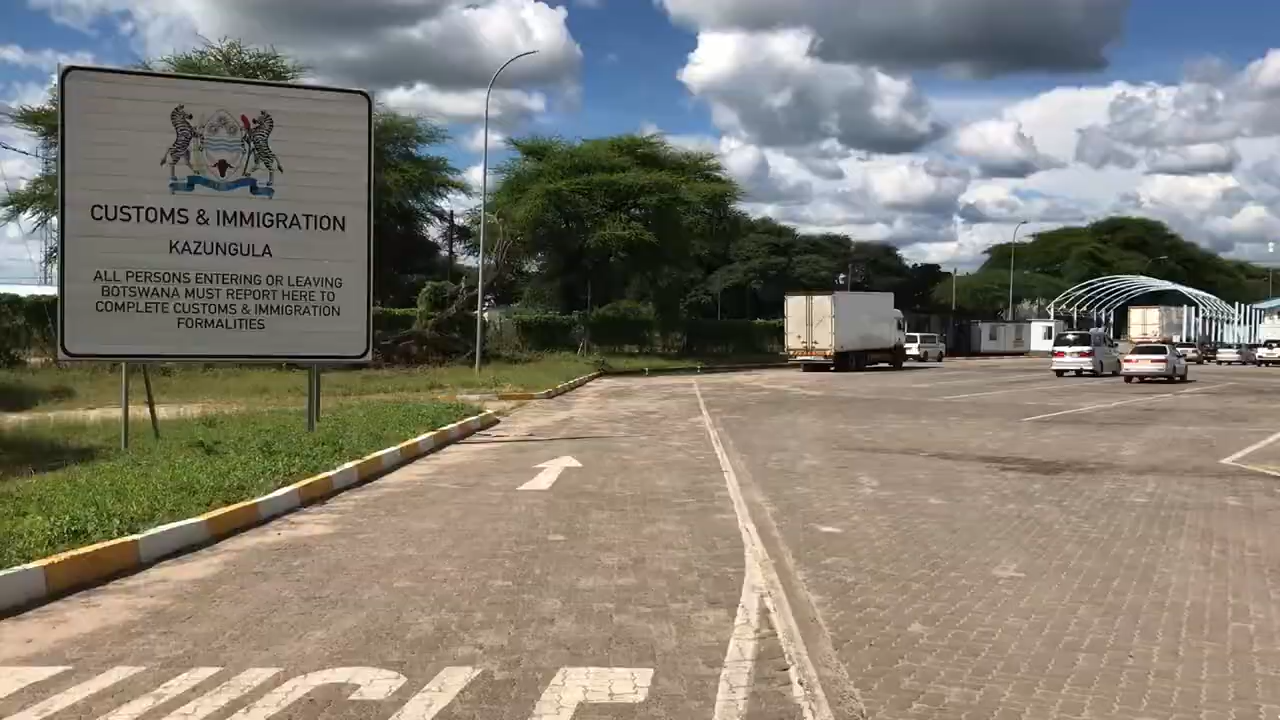 CUSTOMS & IMMIGRATION
KAZUNGULA
ALL PERSONS ENTERING OR LEAVING
BOTSWANA MUST REPORT HERE TO
COMPLETE CUSTOMS & IMMIGRATION
FORMALITIES